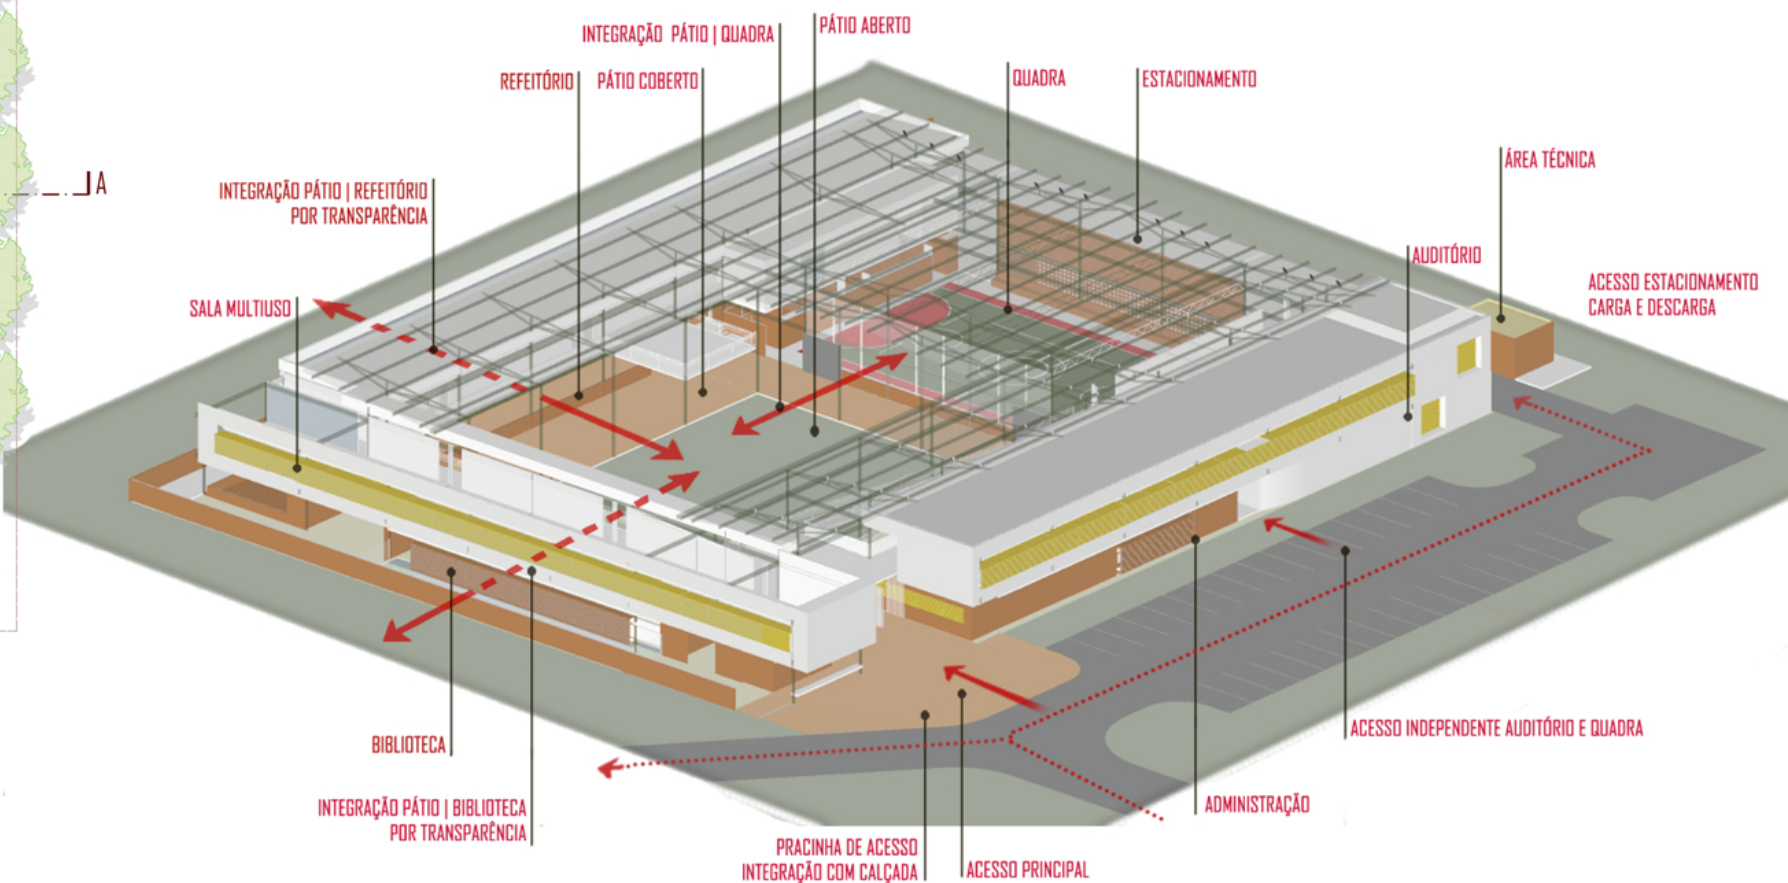 PÁTIO ABERTO
INTEGRAÇÃO PÁTIO | QUADRA
REFEITÓRIO
PÁTIO COBERTO
QUADRA
ESTACIONAMENTO
ÁREA TÉCNICA
A
INTEGRAÇÃO PÁTIO | REFEITÓRIO
POR TRANSPARÊNCIA
AUDITÓRIO
ACESSO ESTACIONAMENTO
CARGA E DESCARGA
SALA MULTIUSO
ACESSO INDEPENDENTE AUDITÓRIO E QUADRA
BIBLIOTECA
ADMINISTRAÇÃO
INTEGRAÇÃO PÁTIO | BIBLIOTECA
POR TRANSPARÊNCIA
PRACINHA DE ACESSO
INTEGRAÇÃO COM CALÇADA
ACESSO PRINCIPAL